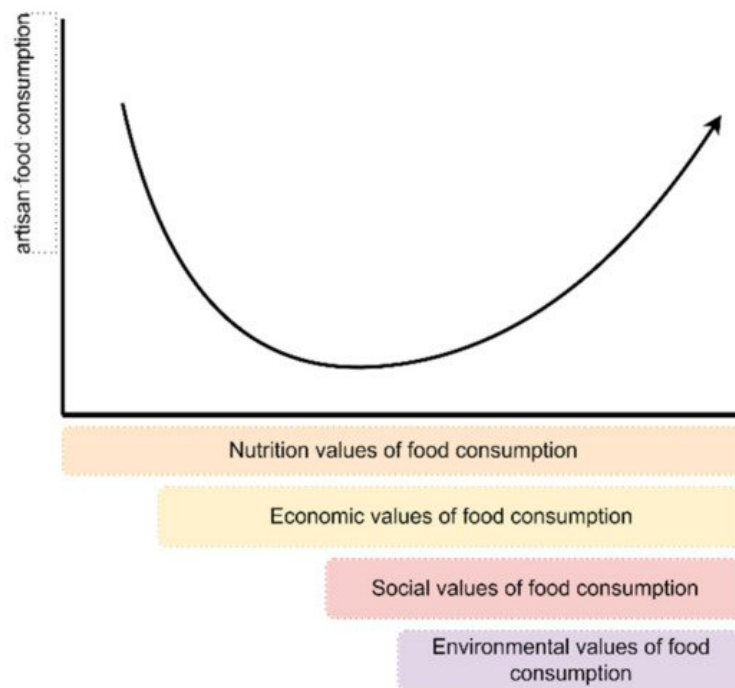 artisan food consumption
Nutrition values of food consumption
Economic values of food consumption
Social values of food consumption
Environmental values of food
consumption